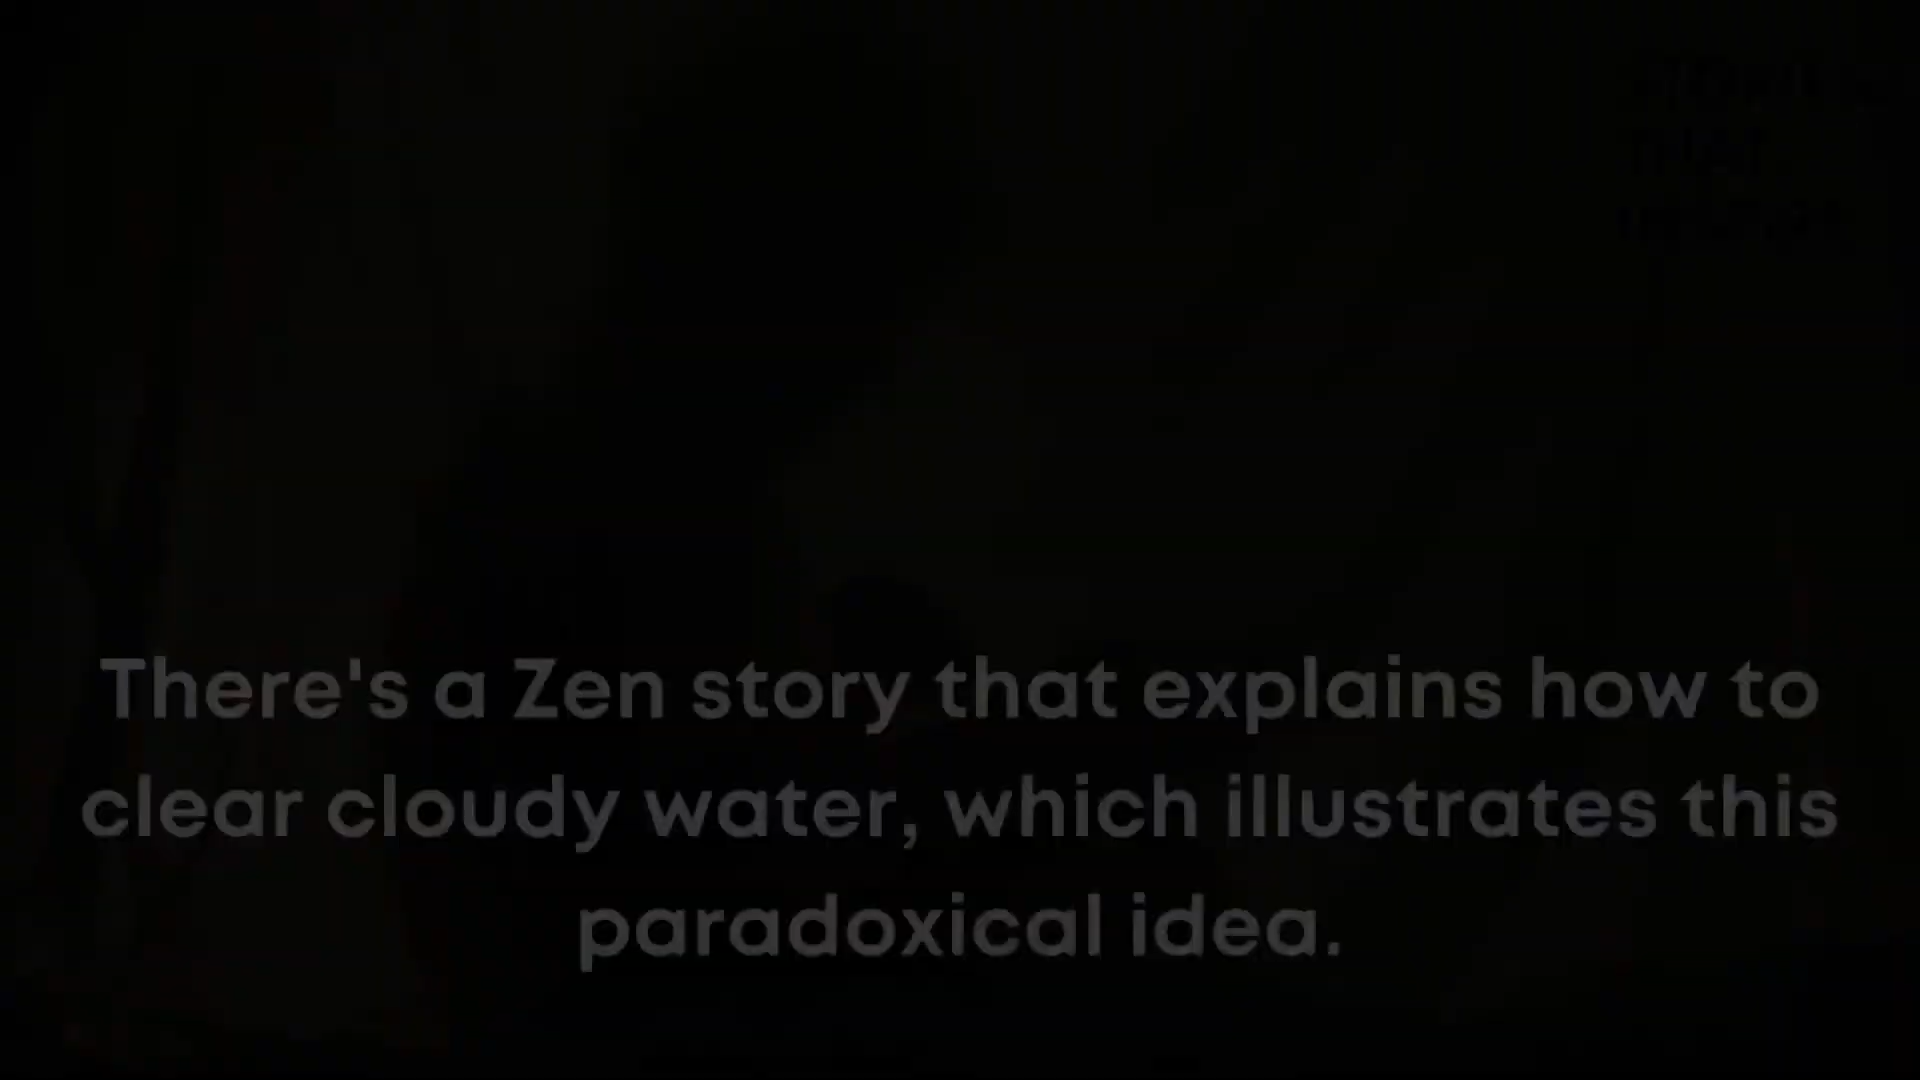 There's a Zen story that explains how to
clear cloudy water, which illustrates this
paradoxical idea.